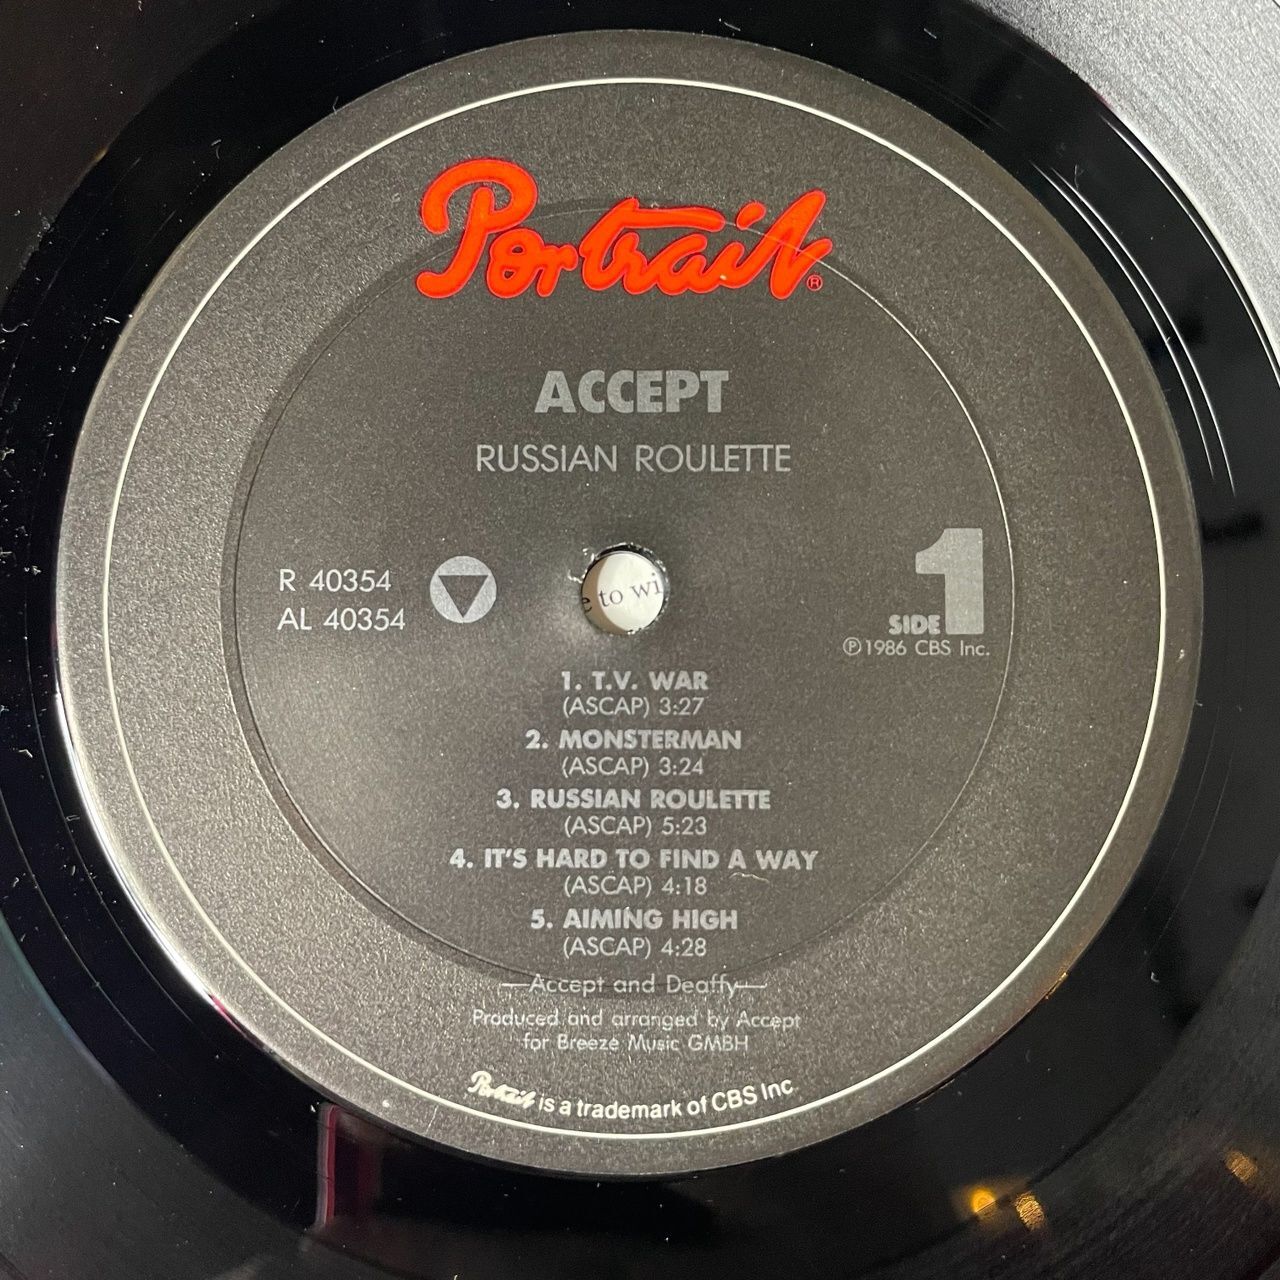 Portrait®
ACCEPT
RUSSIAN ROULETTE
R 40354
AL 40354
to wi
SIDE 1
℗1986 CBS Inc.
1. T.V. WAR
(ASCAP) 3:27
2. MONSTERMAN
(ASCAP) 3:24
3. RUSSIAN ROULETTE
(ASCAP) 5:23
4. IT'S HARD TO FIND A WAY
(ASCAP) 4:18
5. AIMING HIGH
(ASCAP) 4:28
—Accept and Deaffy—
Produced and arranged by Accept
for Breeze Music GMBH
Portrait is a trademark of CBS Inc.